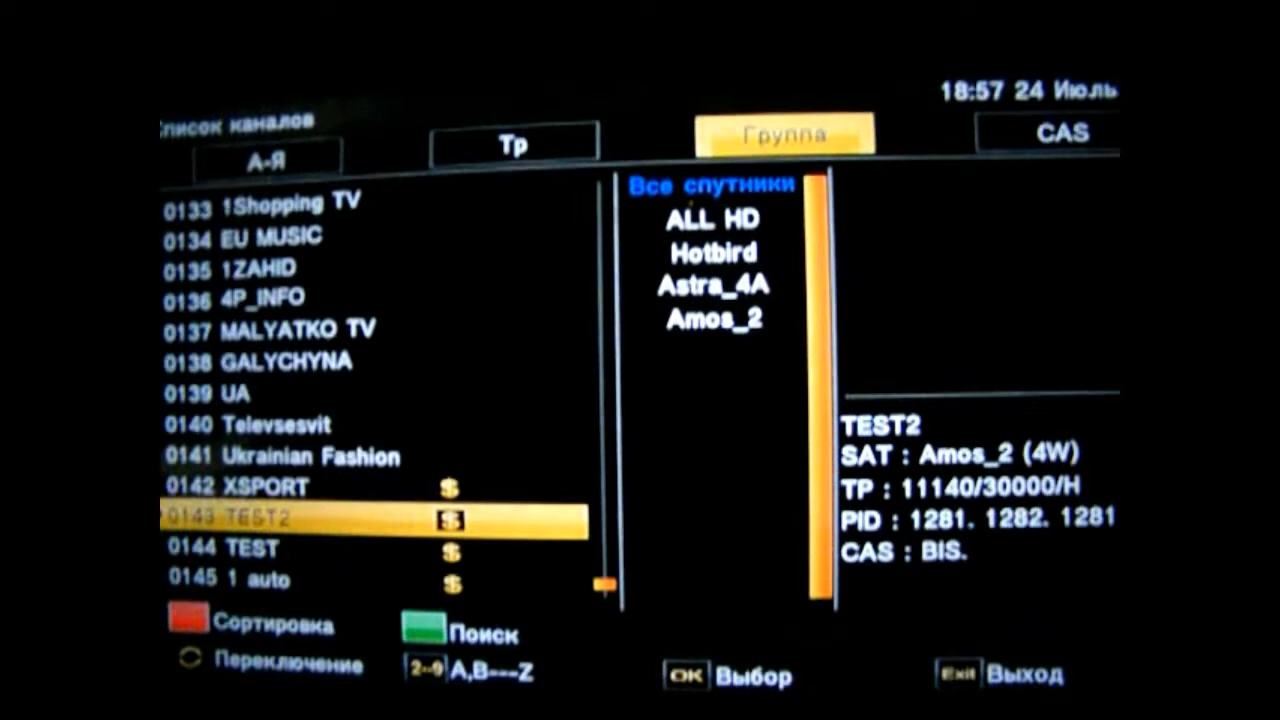 18:57 24 Июль
Список каналов
А-Я
Тр
Группа
CAS
0133 1Shopping TV
0134 EU MUSIC
0135 1ZAHID
0136 4P_INFO
0137 MALYATKO TV
0138 GALYCHYNA
0139 UA
0140 Televsesvit
0141 Ukrainian Fashion
0142 XSPORT $
0143 TEST2 $
0144 TEST $
0145 1 auto $
Все спутники
ALL HD
Hotbird
Astra_4A
Amos_2
TEST2
SAT : Amos_2 (4W)
TP : 11140/30000/H
PID : 1281. 1282. 1281
CAS : BIS.
Сортировка
Поиск
Переключение
2--9 A,B---Z
OK Выбор
Exit Выход